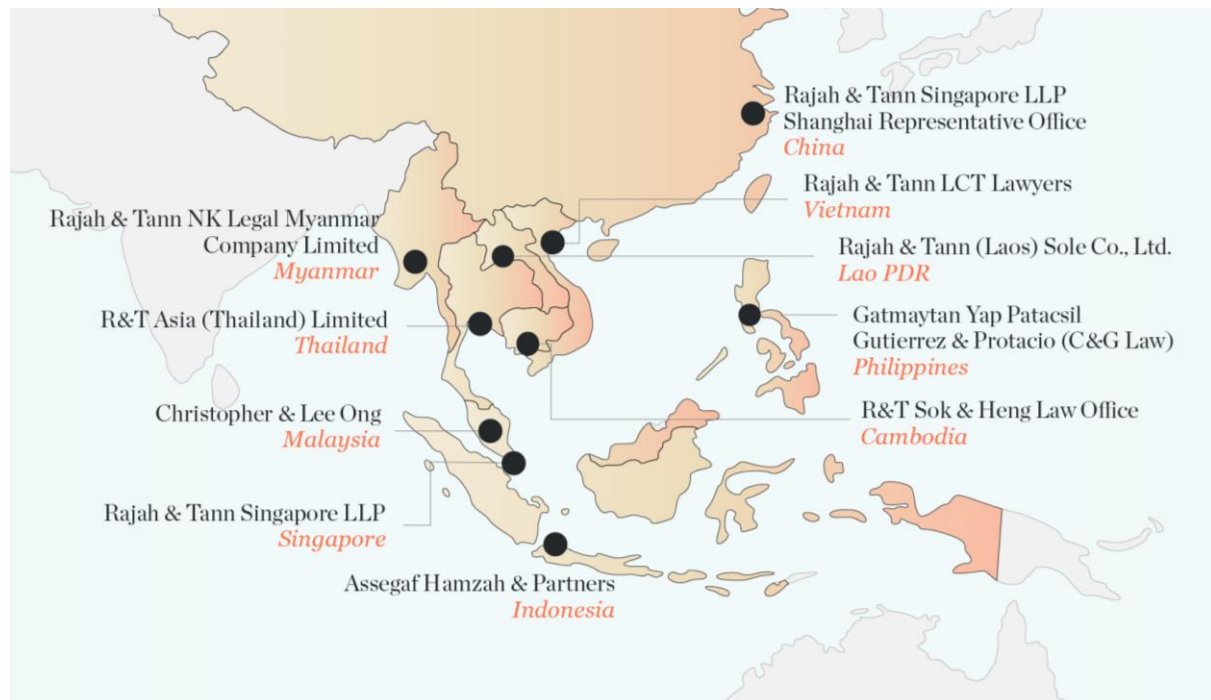 Rajah & Tann Singapore LLP
Shanghai Representative Office
China
Rajah & Tann LCT Lawyers
Vietnam
Rajah & Tann NK Legal Myanmar
Company Limited
Myanmar
Rajah & Tann (Laos) Sole Co., Ltd.
Lao PDR
R&T Asia (Thailand) Limited
Thailand
Gatmaytan Yap Patacsil
Gutierrez & Protacio (C&G Law)
Philippines
Christopher & Lee Ong
Malaysia
R&T Sok & Heng Law Office
Cambodia
Rajah & Tann Singapore LLP
Singapore
Assegaf Hamzah & Partners
Indonesia